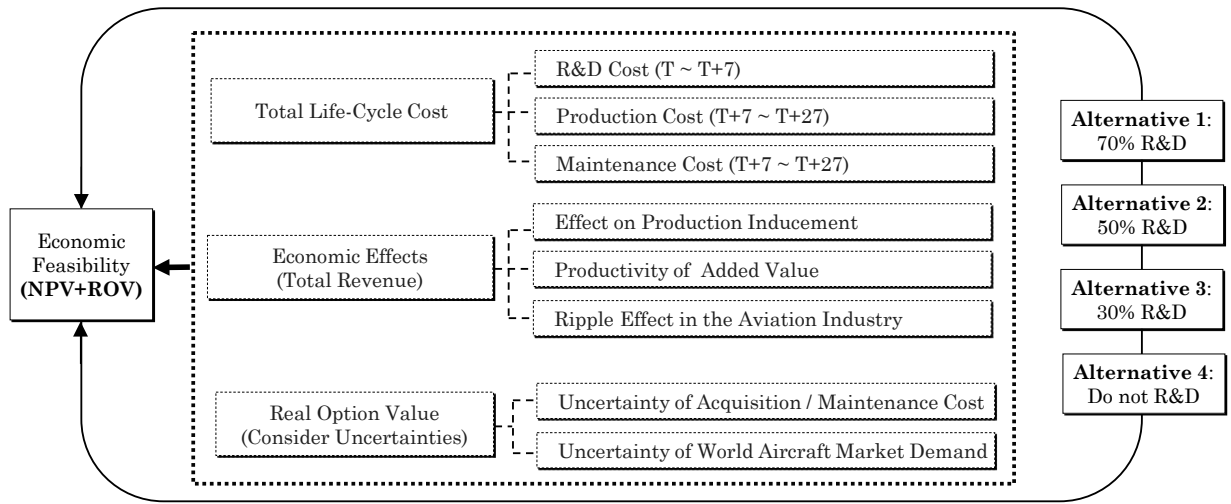 Economic
Feasibility
(NPV+ROV)
Total Life-Cycle Cost
R&D Cost (T ~ T+7)
Production Cost (T+7 ~ T+27)
Maintenance Cost (T+7 ~ T+27)
Economic Effects
(Total Revenue)
Effect on Production Inducement
Productivity of Added Value
Ripple Effect in the Aviation Industry
Real Option Value
(Consider Uncertainties)
Uncertainty of Acquisition / Maintenance Cost
Uncertainty of World Aircraft Market Demand
Alternative 1:
70% R&D
Alternative 2:
50% R&D
Alternative 3:
30% R&D
Alternative 4:
Do not R&D